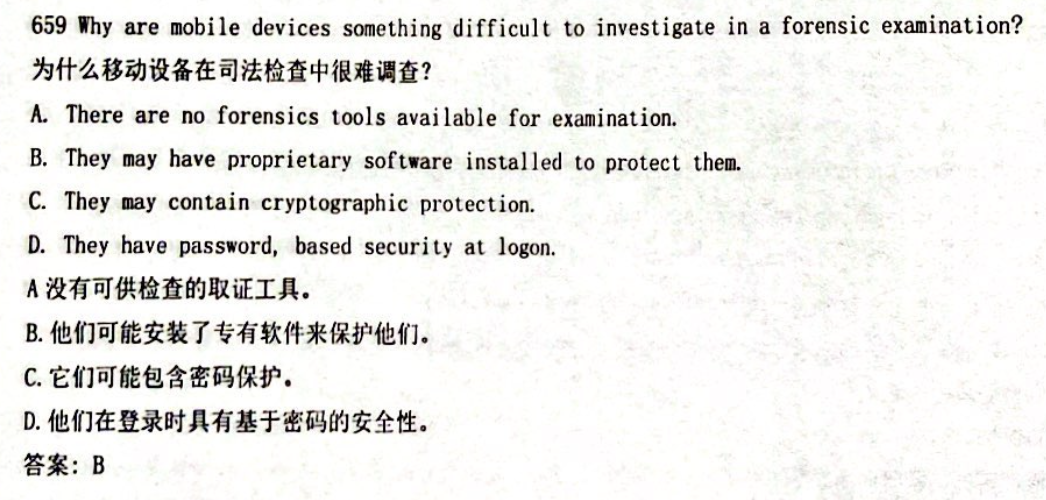 659 Why are mobile devices something difficult to investigate in a forensic examination?
为什么移动设备在司法检查中很难调查？
A. There are no forensics tools available for examination.
B. They may have proprietary software installed to protect them.
C. They may contain cryptographic protection.
D. They have password, based security at logon.
A 没有可供检查的取证工具。
B. 他们可能安装了专有软件来保护他们。
C. 它们可能包含密码保护。
D. 他们在登录时具有基于密码的安全性。
答案：B